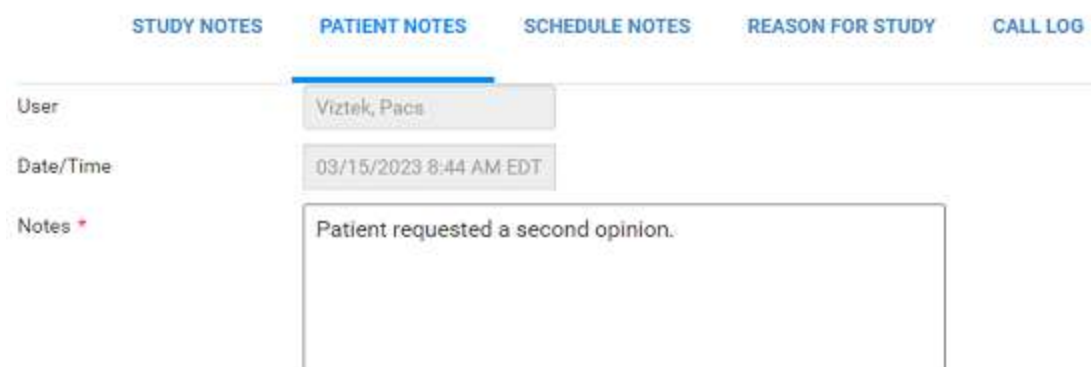 STUDY NOTES PATIENT NOTES SCHEDULE NOTES REASON FOR STUDY CALL LOG
User Viztek, Pacs
Date/Time 03/15/2023 8:44 AM EDT
Notes * Patient requested a second opinion.